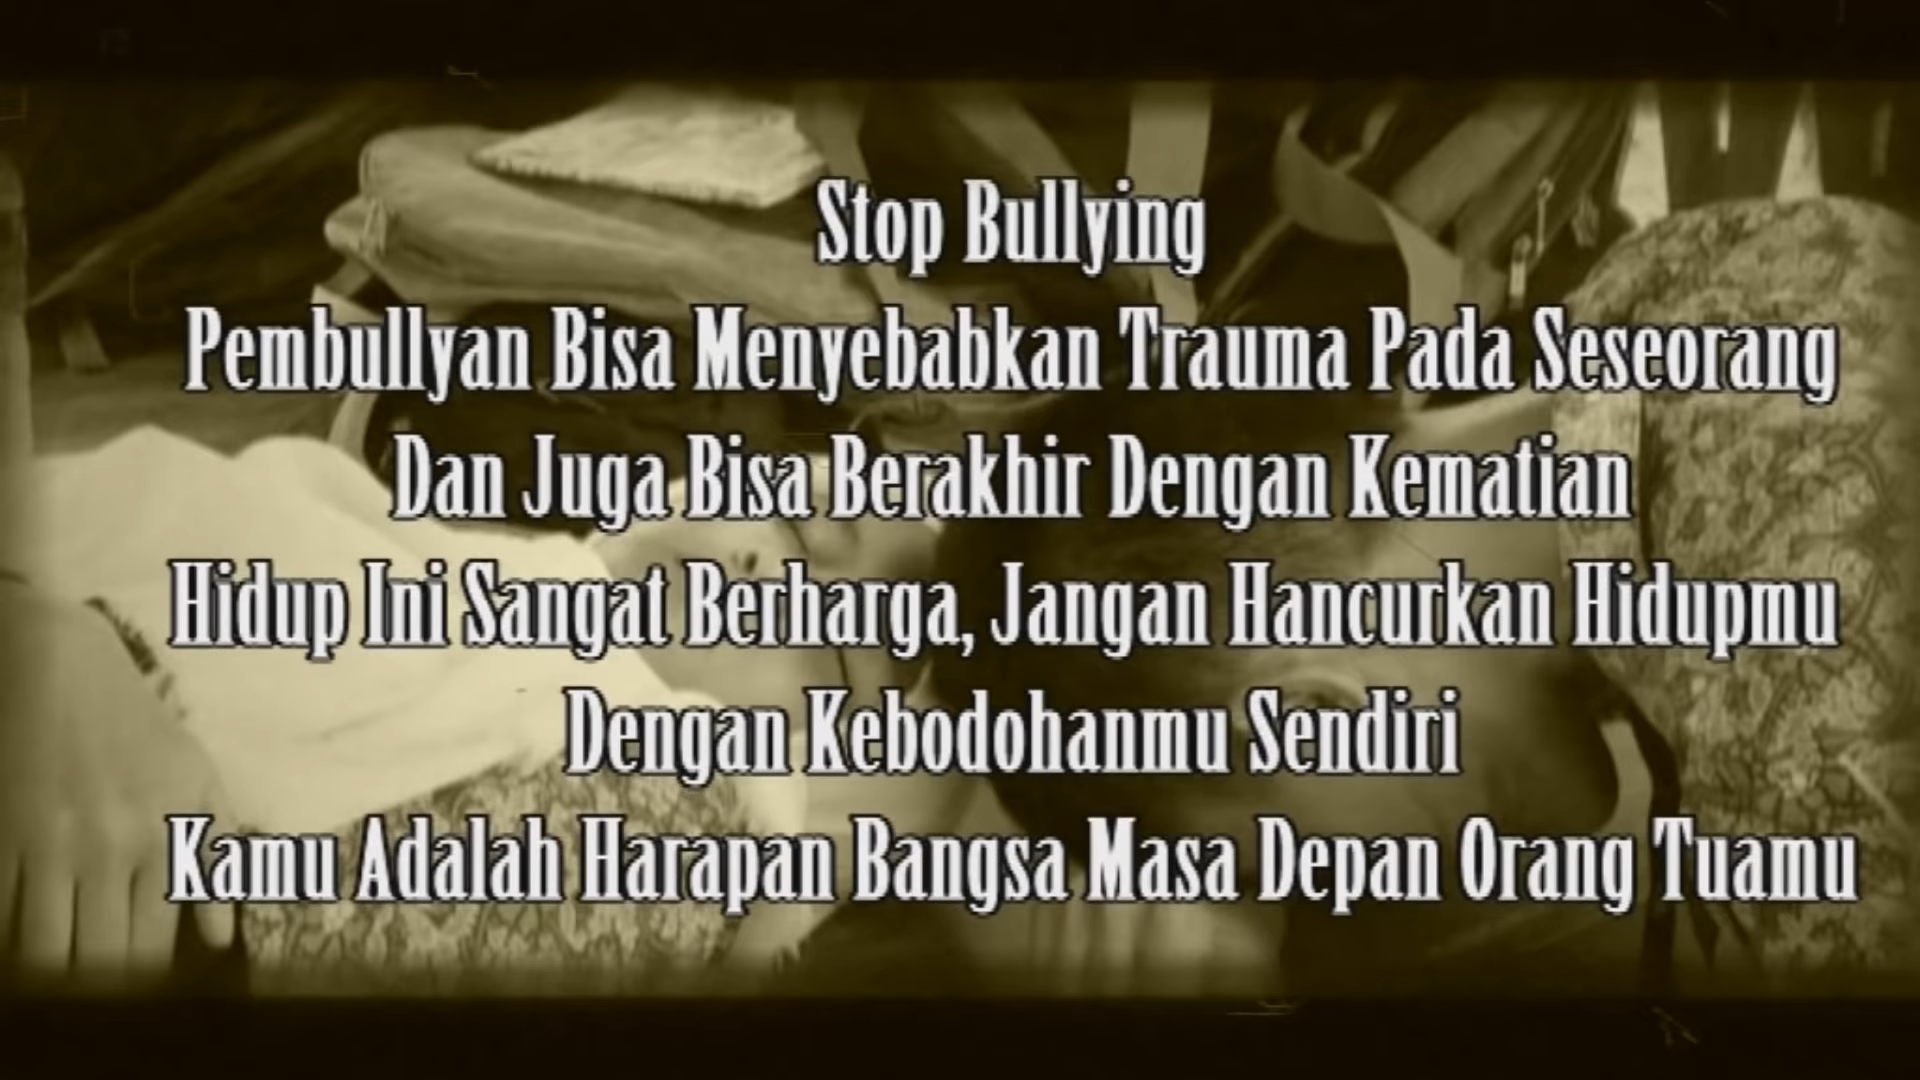 Stop Bullying
Pembullyan Bisa Menyebabkan Trauma Pada Seseorang
Dan Juga Bisa Berakhir Dengan Kematian
Hidup Ini Sangat Berharga, Jangan Hancurkan Hidupmu
Dengan Kebodohanmu Sendiri
Kamu Adalah Harapan Bangsa Masa Depan Orang Tuamu